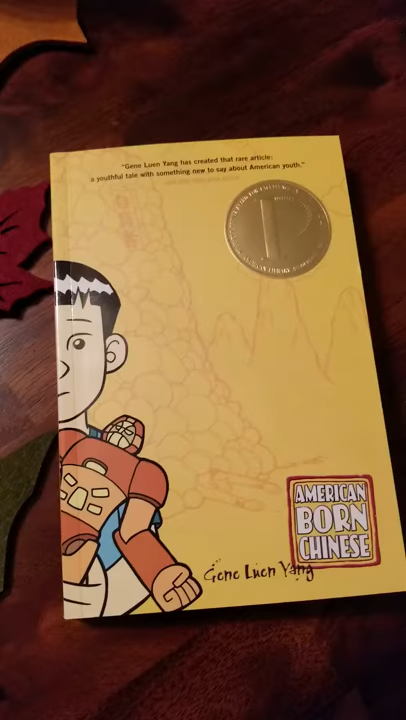 "Gene Luen Yang has created that rare article:
a youthful tale with something new to say about American youth."
P
AMERICAN
BORN
CHINESE
Gene Luen Yang